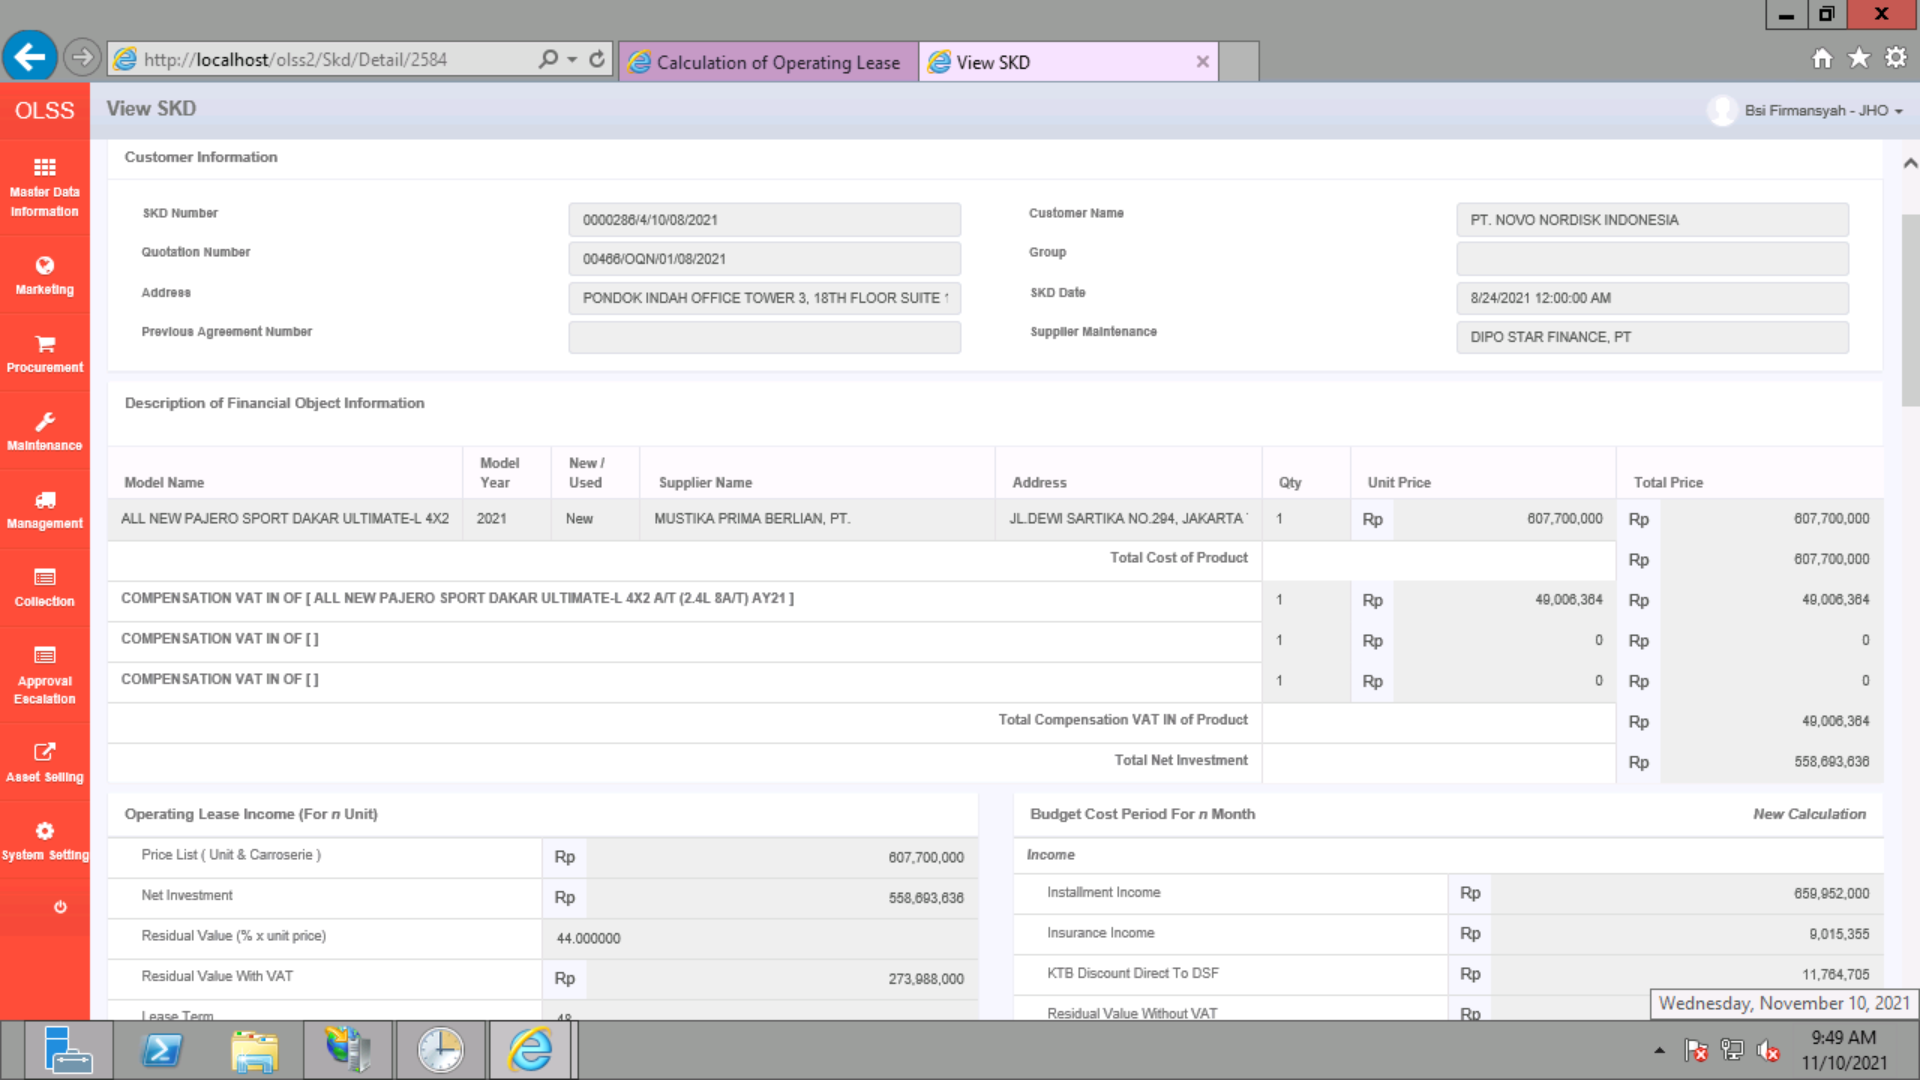 http://localhost/olss2/Skd/Detail/2584
Calculation of Operating Lease
View SKD
OLSS
View SKD
Bsi Firmansyah - JHO
Master Data
Information
Marketing
Procurement
Maintenance
Management
Collection
Approval
Escalation
Asset Selling
System Setting
Customer Information
SKD Number
0000286/4/10/08/2021
Customer Name
PT. NOVO NORDISK INDONESIA
Quotation Number
00466/OQN/01/08/2021
Group
Address
PONDOK INDAH OFFICE TOWER 3, 18TH FLOOR SUITE
SKD Date
8/24/2021 12:00:00 AM
Previous Agreement Number
Supplier Maintenance
DIPO STAR FINANCE, PT
Description of Financial Object Information
Model Name
Model Year
New / Used
Supplier Name
Address
Qty
Unit Price
Total Price
ALL NEW PAJERO SPORT DAKAR ULTIMATE-L 4X2
2021
New
MUSTIKA PRIMA BERLIAN, PT.
JL.DEWI SARTIKA NO.294, JAKARTA
1
Rp 607,700,000
Rp 607,700,000
Total Cost of Product
Rp 607,700,000
COMPENSATION VAT IN OF [ ALL NEW PAJERO SPORT DAKAR ULTIMATE-L 4X2 A/T (2.4L 8A/T) AY21 ]
1
Rp 49,006,364
Rp 49,006,364
COMPENSATION VAT IN OF [ ]
1
Rp 0
Rp 0
COMPENSATION VAT IN OF [ ]
1
Rp 0
Rp 0
Total Compensation VAT IN of Product
Rp 49,006,364
Total Net Investment
Rp 558,693,636
Operating Lease Income (For n Unit)
Price List ( Unit & Carroserie )
Rp 607,700,000
Net Investment
Rp 558,693,636
Residual Value (% x unit price)
44.000000
Residual Value With VAT
Rp 273,988,000
Lease Term
48
Budget Cost Period For n Month
New Calculation
Income
Installment Income
Rp 659,952,000
Insurance Income
Rp 9,015,355
KTB Discount Direct To DSF
Rp 11,764,705
Residual Value Without VAT
Rp
Wednesday, November 10, 2021
9:49 AM
11/10/2021